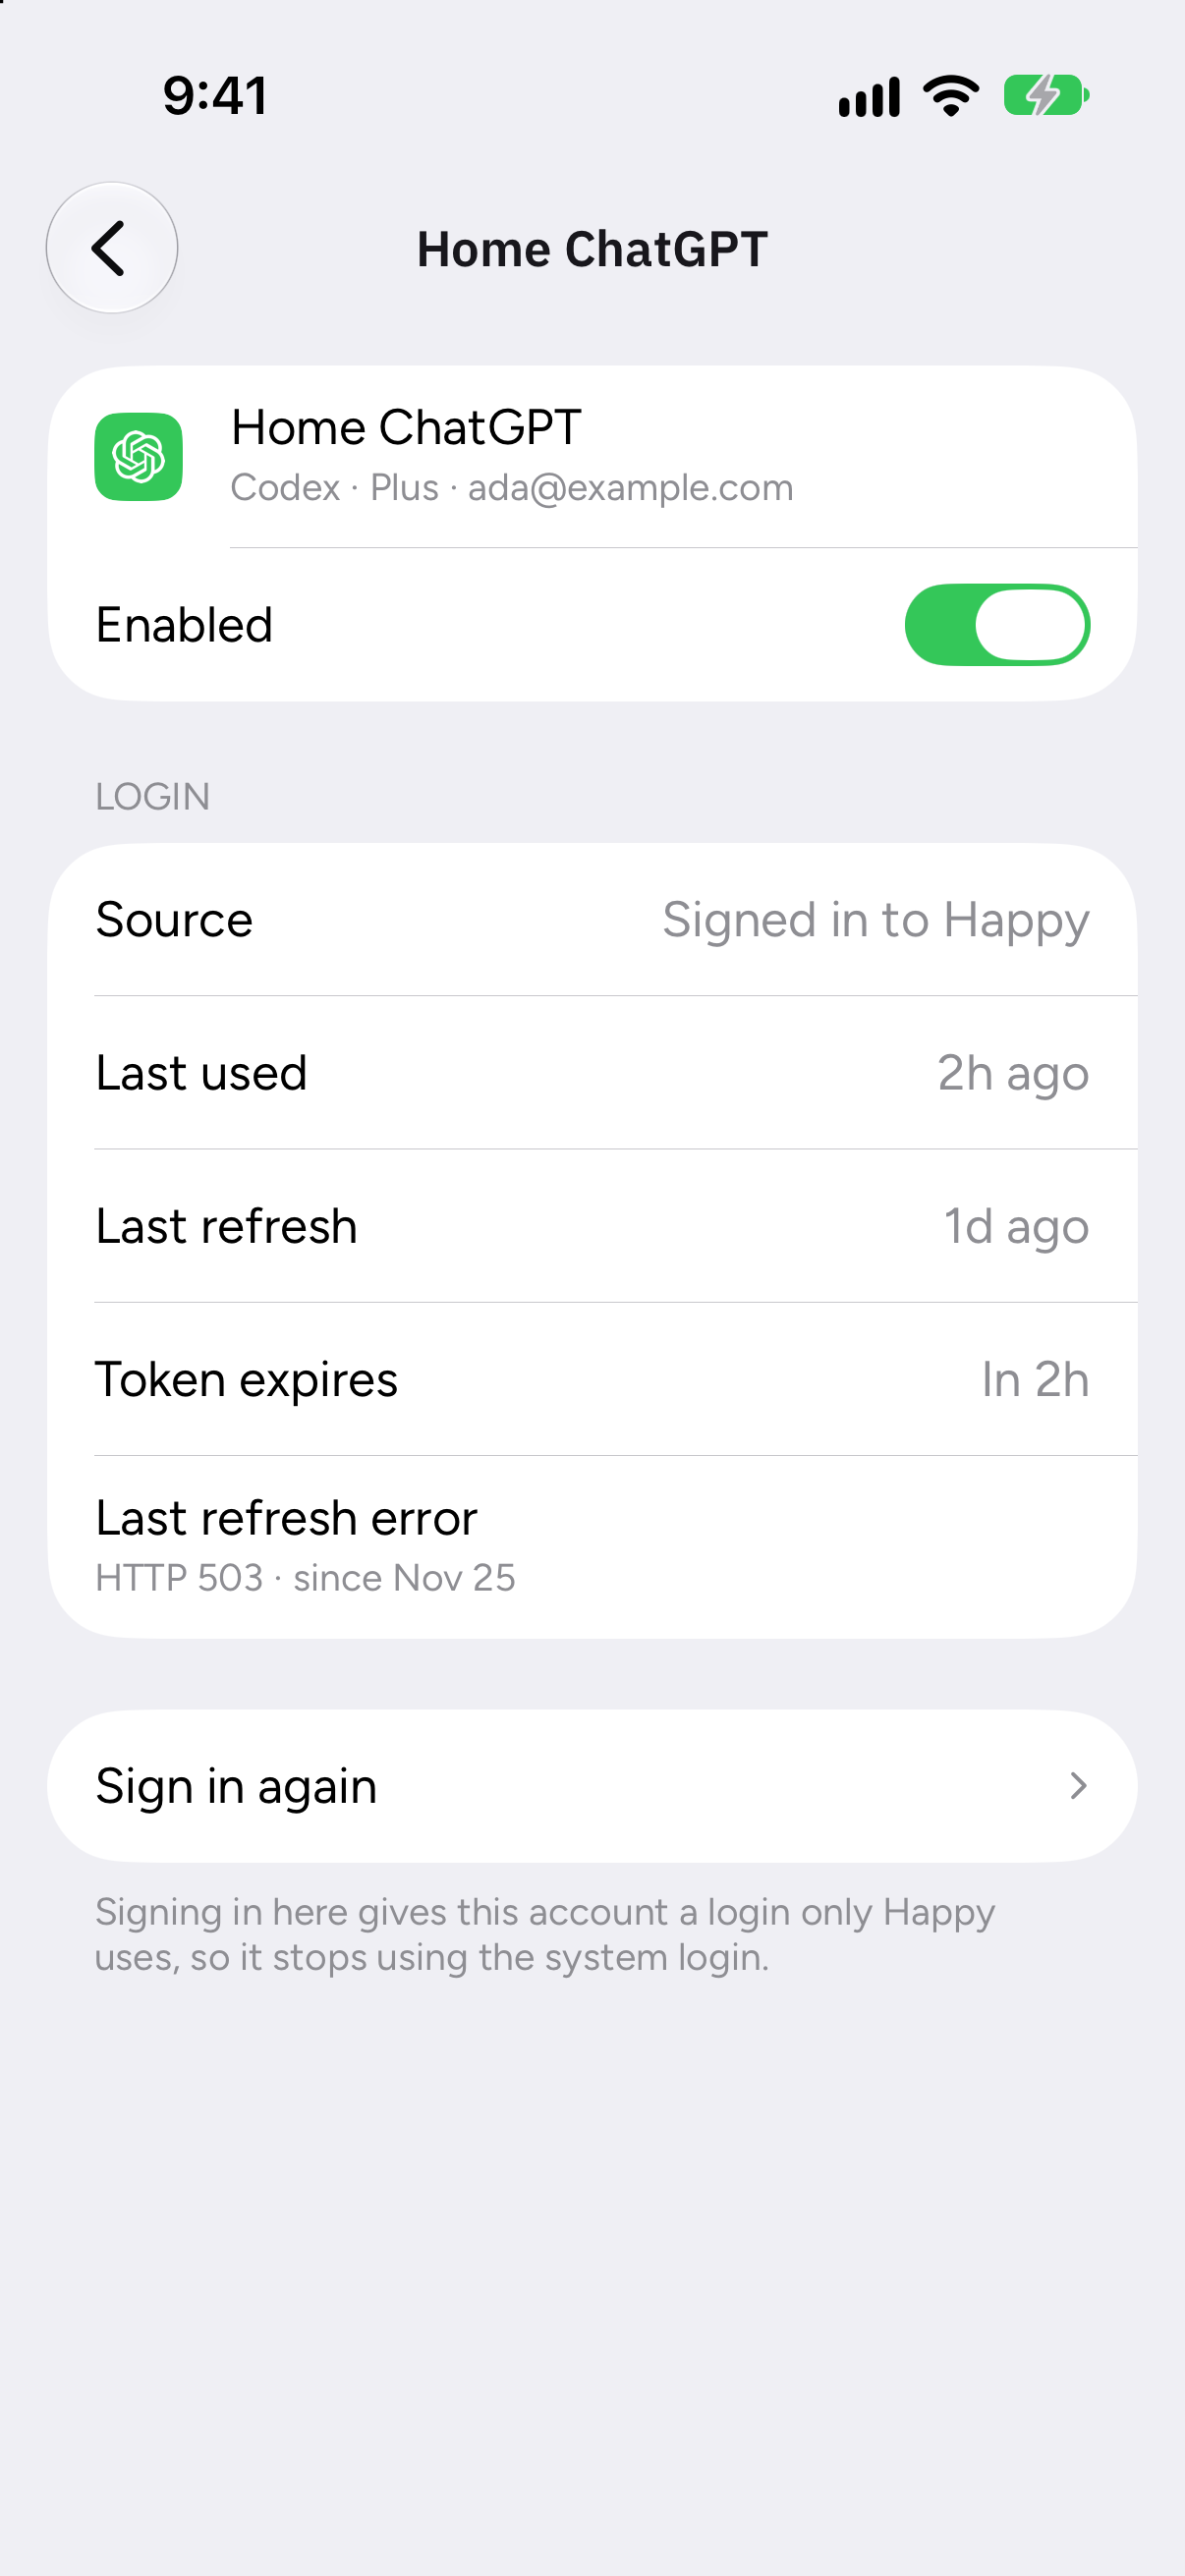 9:41
Home ChatGPT
Home ChatGPT
Codex · Plus · ada@example.com
Enabled
LOGIN
Source
Signed in to Happy
Last used
2h ago
Last refresh
1d ago
Token expires
In 2h
Last refresh error
HTTP 503 · since Nov 25
Sign in again
Signing in here gives this account a login only Happy
uses, so it stops using the system login.